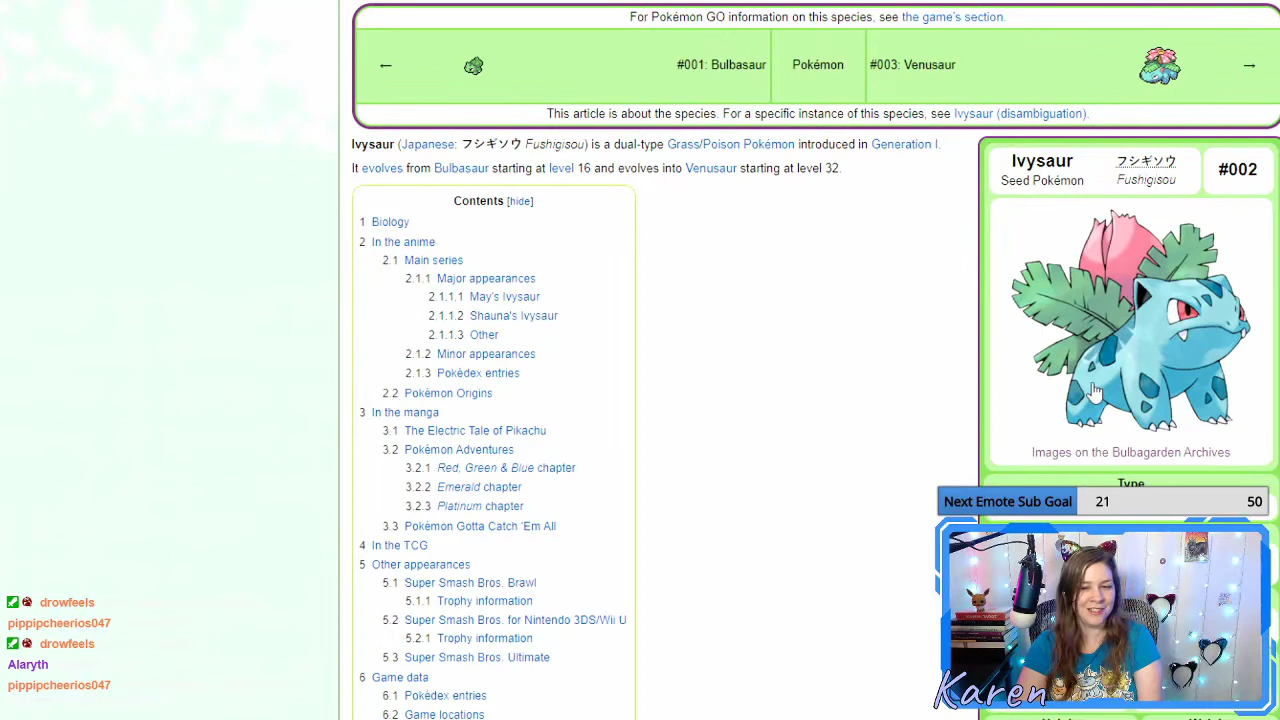 For Pokémon GO information on this species, see the game's section.
← #001: Bulbasaur Pokémon #003: Venusaur →
This article is about the species. For a specific instance of this species, see Ivysaur (disambiguation).
Ivysaur (Japanese: フシギソウ Fushigisou) is a dual-type Grass/Poison Pokémon introduced in Generation I.
It evolves from Bulbasaur starting at level 16 and evolves into Venusaur starting at level 32.
Contents [hide]
1 Biology
2 In the anime
2.1 Main series
2.1.1 Major appearances
2.1.1.1 May's Ivysaur
2.1.1.2 Shauna's Ivysaur
2.1.1.3 Other
2.1.2 Minor appearances
2.1.3 Pokédex entries
2.2 Pokémon Origins
3 In the manga
3.1 The Electric Tale of Pikachu
3.2 Pokémon Adventures
3.2.1 Red, Green & Blue chapter
3.2.2 Emerald chapter
3.2.3 Platinum chapter
3.3 Pokémon Gotta Catch 'Em All
4 In the TCG
5 Other appearances
5.1 Super Smash Bros. Brawl
5.1.1 Trophy information
5.2 Super Smash Bros. for Nintendo 3DS/Wii U
5.2.1 Trophy information
5.3 Super Smash Bros. Ultimate
6 Game data
6.1 Pokédex entries
6.2 Game locations
Ivysaur フシギソウ #002
Seed Pokémon Fushigisou
Images on the Bulbagarden Archives
Type
Next Emote Sub Goal 21 50
Karen
drowfeels
pippipcheerios047
drowfeels
Alaryth
pippipcheerios047